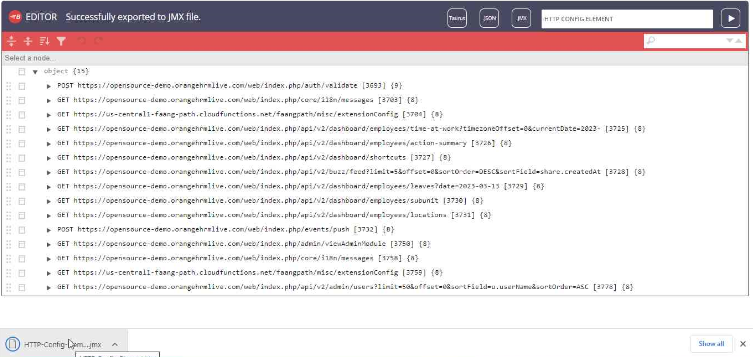 EDITOR Successfully exported to JMX file.
Taurus JSON JMX HTTP CONFIG ELEMENT
Select a node...
object {15}
POST https://opensource-demo.orangehrmlive.com/web/index.php/auth/validate [3693] {9}
GET https://opensource-demo.orangehrmlive.com/web/index.php/core/i18n/messages [3703] {8}
GET https://us-central1-faang-path.cloudfunctions.net/faangpath/misc/extensionConfig [3704] {8}
GET https://opensource-demo.orangehrmlive.com/web/index.php/api/v2/dashboard/employees/time-at-work?timezoneOffset=0&currentDate=2023- [3725] {8}
GET https://opensource-demo.orangehrmlive.com/web/index.php/api/v2/dashboard/employees/action-summary [3726] {8}
GET https://opensource-demo.orangehrmlive.com/web/index.php/api/v2/dashboard/shortcuts [3727] {8}
GET https://opensource-demo.orangehrmlive.com/web/index.php/api/v2/buzz/feed?limit=5&offset=0&sortOrder=DESC&sortField=share.createdAt [3728] {8}
GET https://opensource-demo.orangehrmlive.com/web/index.php/api/v2/dashboard/employees/leaves?date=2023-03-15 [3729] {8}
GET https://opensource-demo.orangehrmlive.com/web/index.php/api/v2/dashboard/employees/subunit [3730] {8}
GET https://opensource-demo.orangehrmlive.com/web/index.php/api/v2/dashboard/employees/locations [3731] {8}
POST https://opensource-demo.orangehrmlive.com/web/index.php/events/push [3732] {8}
GET https://opensource-demo.orangehrmlive.com/web/index.php/admin/viewAdminModule [3750] {8}
GET https://opensource-demo.orangehrmlive.com/web/index.php/core/i18n/messages [3758] {8}
GET https://us-central1-faang-path.cloudfunctions.net/faangpath/misc/extensionConfig [3759] {8}
GET https://opensource-demo.orangehrmlive.com/web/index.php/api/v2/admin/users?limit=50&offset=0&sortField=u.userName&sortOrder=ASC [3778] {8}
HTTP-Config-Elem....jmx
Show all